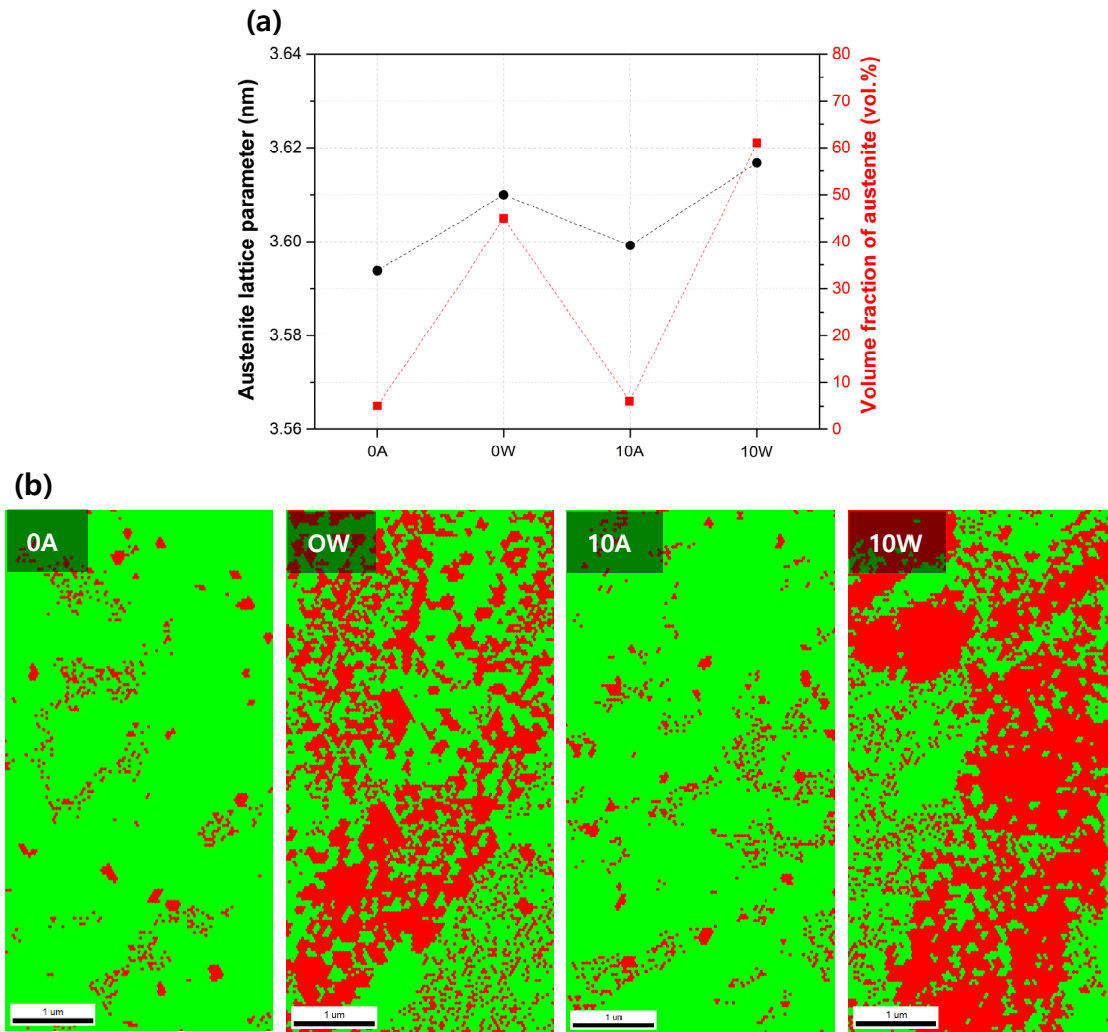 (a)
Austenite lattice parameter (nm)
3.64
3.62
3.60
3.58
3.56
80
70
60
50
40
30
20
10
0
Volume fraction of austenite (vol.%)
0A
0W
10A
10W
(b)
0A
OW
10A
10W
1 um
1 um
1 um
1 um